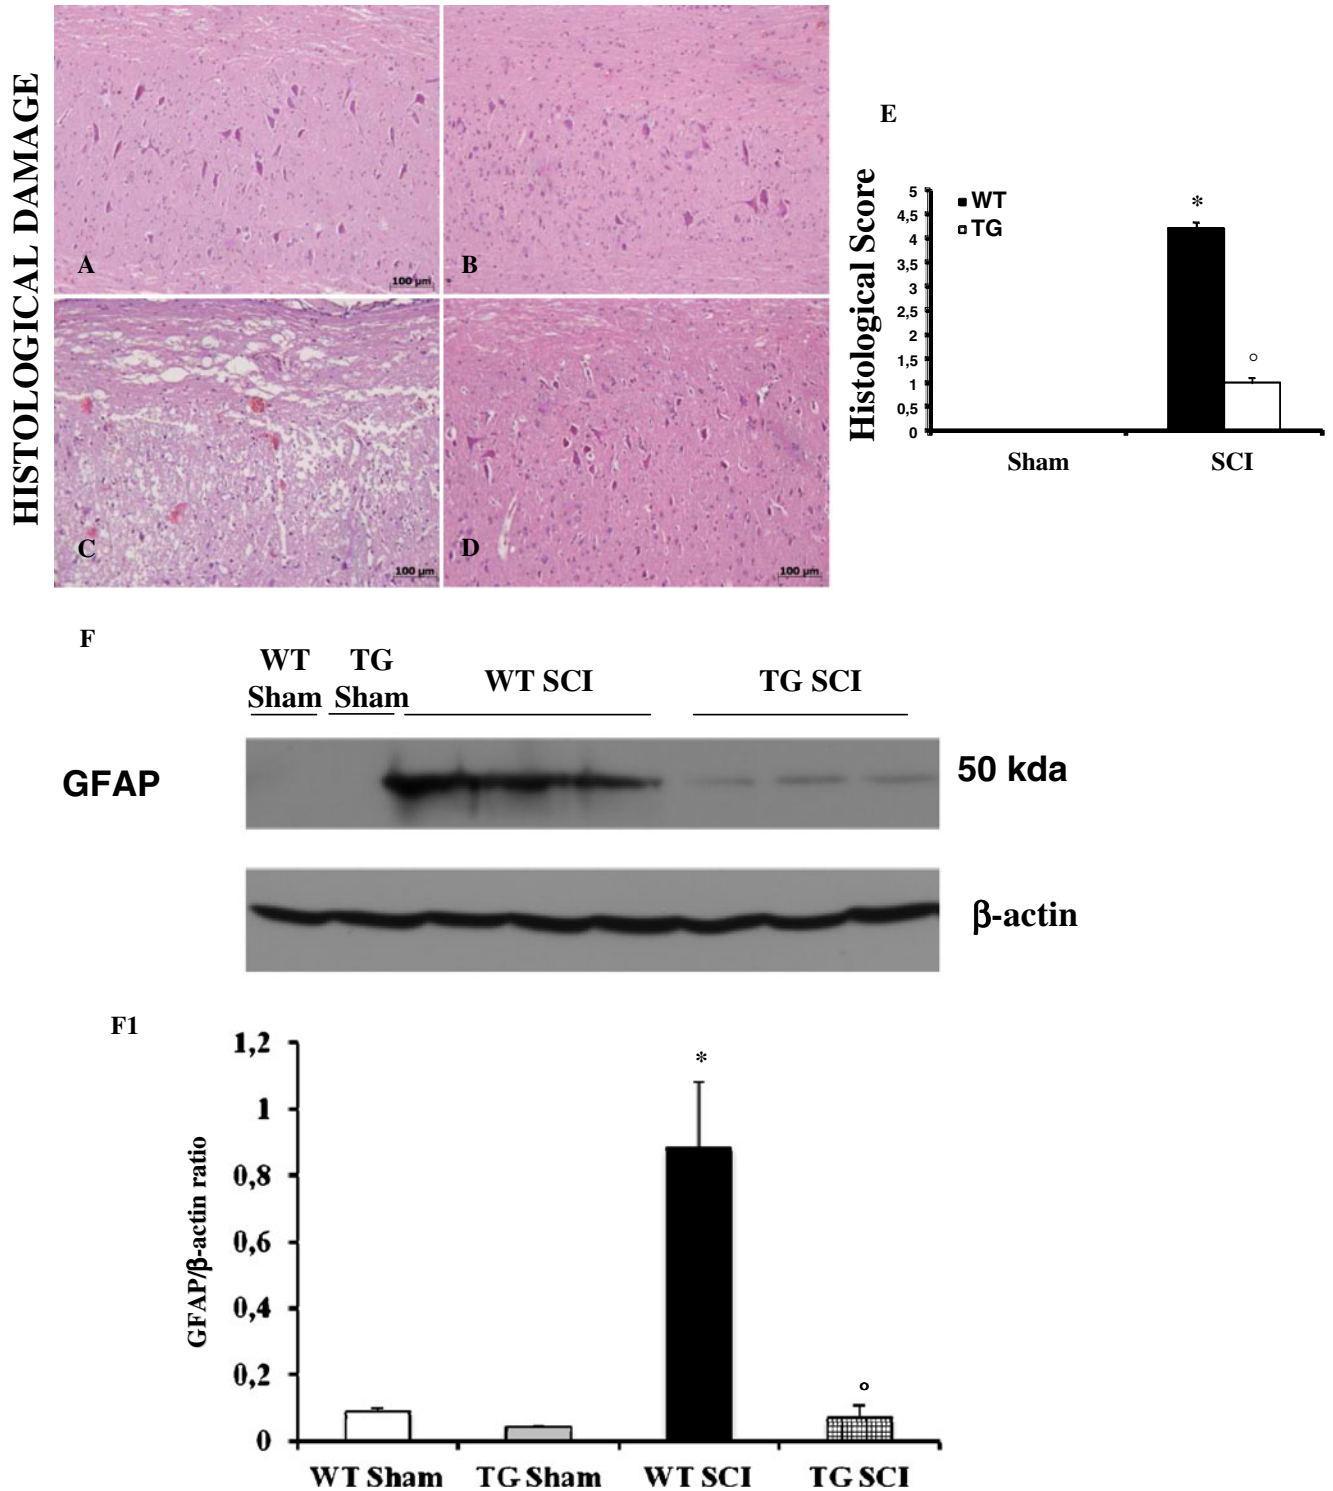 HISTOLOGICAL DAMAGE
A
100 µm
B
C
100 µm
D
100 µm
E
Histological Score
5
4,5
4
3,5
3
2,5
2
1,5
1
0,5
0
WT
TG
*
°
Sham SCI
F
WT Sham
TG Sham
WT SCI
TG SCI
GFAP
50 kda
β-actin
F1
GFAP/β-actin ratio
1,2
1
0,8
0,6
0,4
0,2
0
*
°
WT Sham TG Sham WT SCI TG SCI